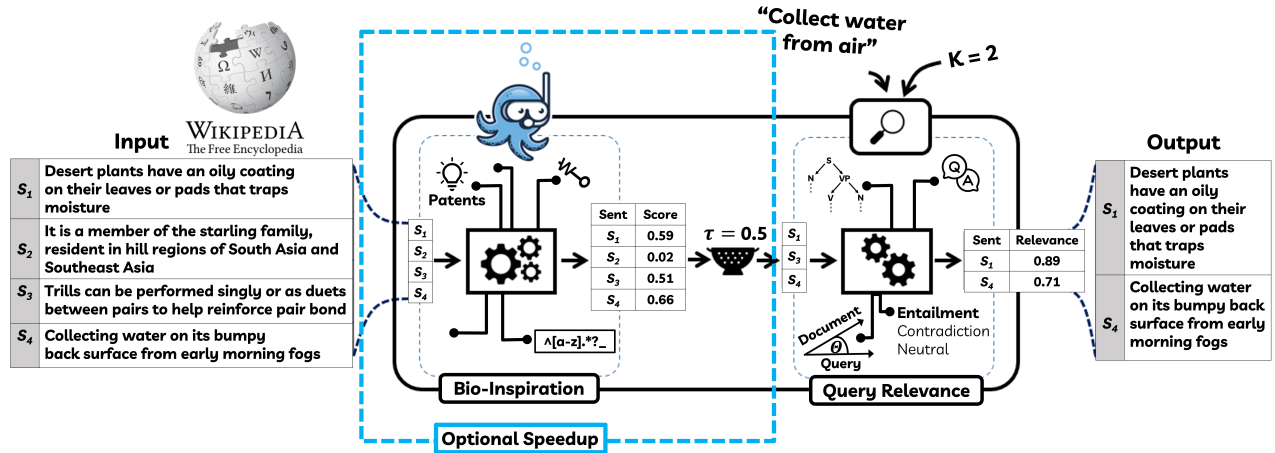 “Collect water
from air”
K = 2
Ω
W
И
維
7
WIKIPEDIA
The Free Encyclopedia
Input
S1
Desert plants have an oily coating
on their leaves or pads that traps
moisture
S2
It is a member of the starling family,
resident in hill regions of South Asia and
Southeast Asia
S3
Trills can be performed singly or as duets
between pairs to help reinforce pair bond
S4
Collecting water on its bumpy
back surface from early morning fogs
S1
S2
S3
S4
Patents
^[a-z].*?_
Sent Score
S1 0.59
S2 0.02
S3 0.51
S4 0.66
Bio-Inspiration
Optional Speedup
τ = 0.5
S1
S3
S4
S
N VP
V N
Q
A
Document
Θ
Query
Entailment
Contradiction
Neutral
Query Relevance
Sent Relevance
S1 0.89
S4 0.71
Output
S1
Desert plants
have an oily
coating on their
leaves or pads
that traps
moisture
S4
Collecting water
on its bumpy back
surface from early
morning fogs